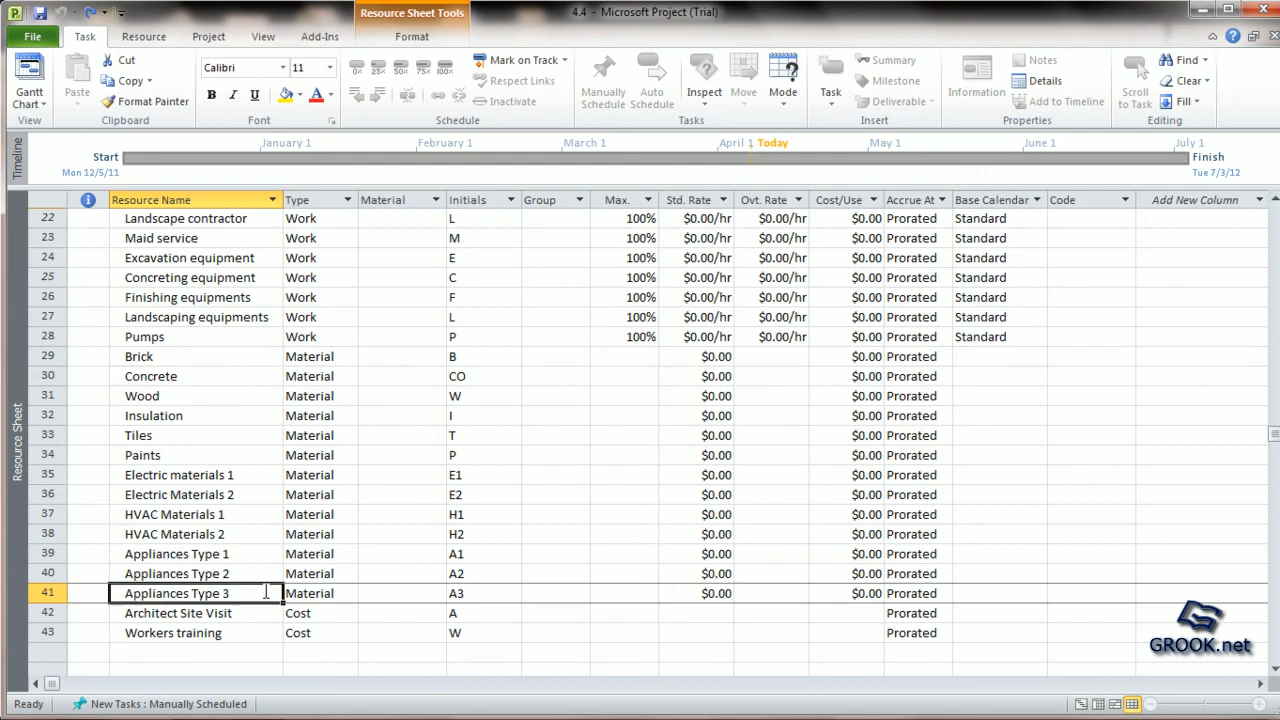 Resource Sheet Tools
4.4 - Microsoft Project (Trial)
File Task Resource Project View Add-Ins Format
Gantt Chart View
Paste Cut Copy Format Painter Clipboard
Calibri 11 B I U A Font
0% 25% 50% 75% 100% Mark on Track Respect Links Inactivate Schedule
Manually Schedule Auto Schedule Inspect Move Mode Tasks
Task Summary Milestone Deliverable Insert
Information Notes Details Add to Timeline Properties
Scroll to Task Find Clear Fill Editing
Timeline
January 1 February 1 March 1 April 1 Today May 1 June 1 July 1
Start Finish
Mon 12/5/11 Tue 7/3/12
Resource Sheet
Resource Name Type Material Initials Group Max. Std. Rate Ovt. Rate Cost/Use Accrue At Base Calendar Code Add New Column
22 Landscape contractor Work L 100% $0.00/hr $0.00/hr $0.00 Prorated Standard
23 Maid service Work M 100% $0.00/hr $0.00/hr $0.00 Prorated Standard
24 Excavation equipment Work E 100% $0.00/hr $0.00/hr $0.00 Prorated Standard
25 Concreting equipment Work C 100% $0.00/hr $0.00/hr $0.00 Prorated Standard
26 Finishing equipments Work F 100% $0.00/hr $0.00/hr $0.00 Prorated Standard
27 Landscaping equipments Work L 100% $0.00/hr $0.00/hr $0.00 Prorated Standard
28 Pumps Work P 100% $0.00/hr $0.00/hr $0.00 Prorated Standard
29 Brick Material B $0.00 $0.00 Prorated
30 Concrete Material CO $0.00 $0.00 Prorated
31 Wood Material W $0.00 $0.00 Prorated
32 Insulation Material I $0.00 $0.00 Prorated
33 Tiles Material T $0.00 $0.00 Prorated
34 Paints Material P $0.00 $0.00 Prorated
35 Electric materials 1 Material E1 $0.00 $0.00 Prorated
36 Electric Materials 2 Material E2 $0.00 $0.00 Prorated
37 HVAC Materials 1 Material H1 $0.00 $0.00 Prorated
38 HVAC Materials 2 Material H2 $0.00 $0.00 Prorated
39 Appliances Type 1 Material A1 $0.00 $0.00 Prorated
40 Appliances Type 2 Material A2 $0.00 $0.00 Prorated
41 Appliances Type 3 Material A3 $0.00 $0.00 Prorated
42 Architect Site Visit Cost A Prorated
43 Workers training Cost W Prorated
GROOK.net
Ready New Tasks : Manually Scheduled